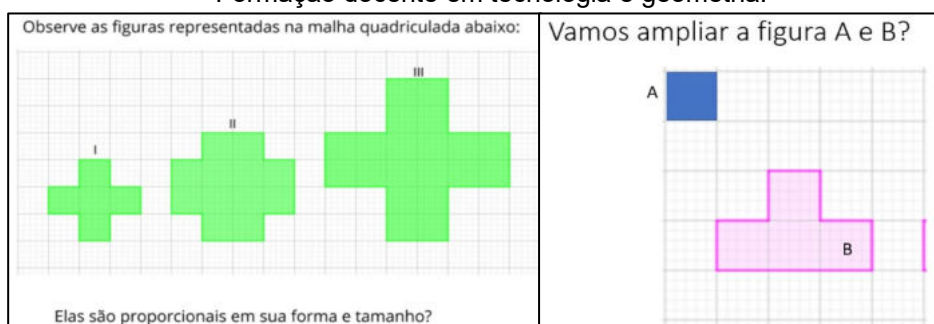 Formação docente em tecnologia e geometria.
Observe as figuras representadas na malha quadriculada abaixo:
I
II
III
Elas são proporcionais em sua forma e tamanho?
Vamos ampliar a figura A e B?
A
B